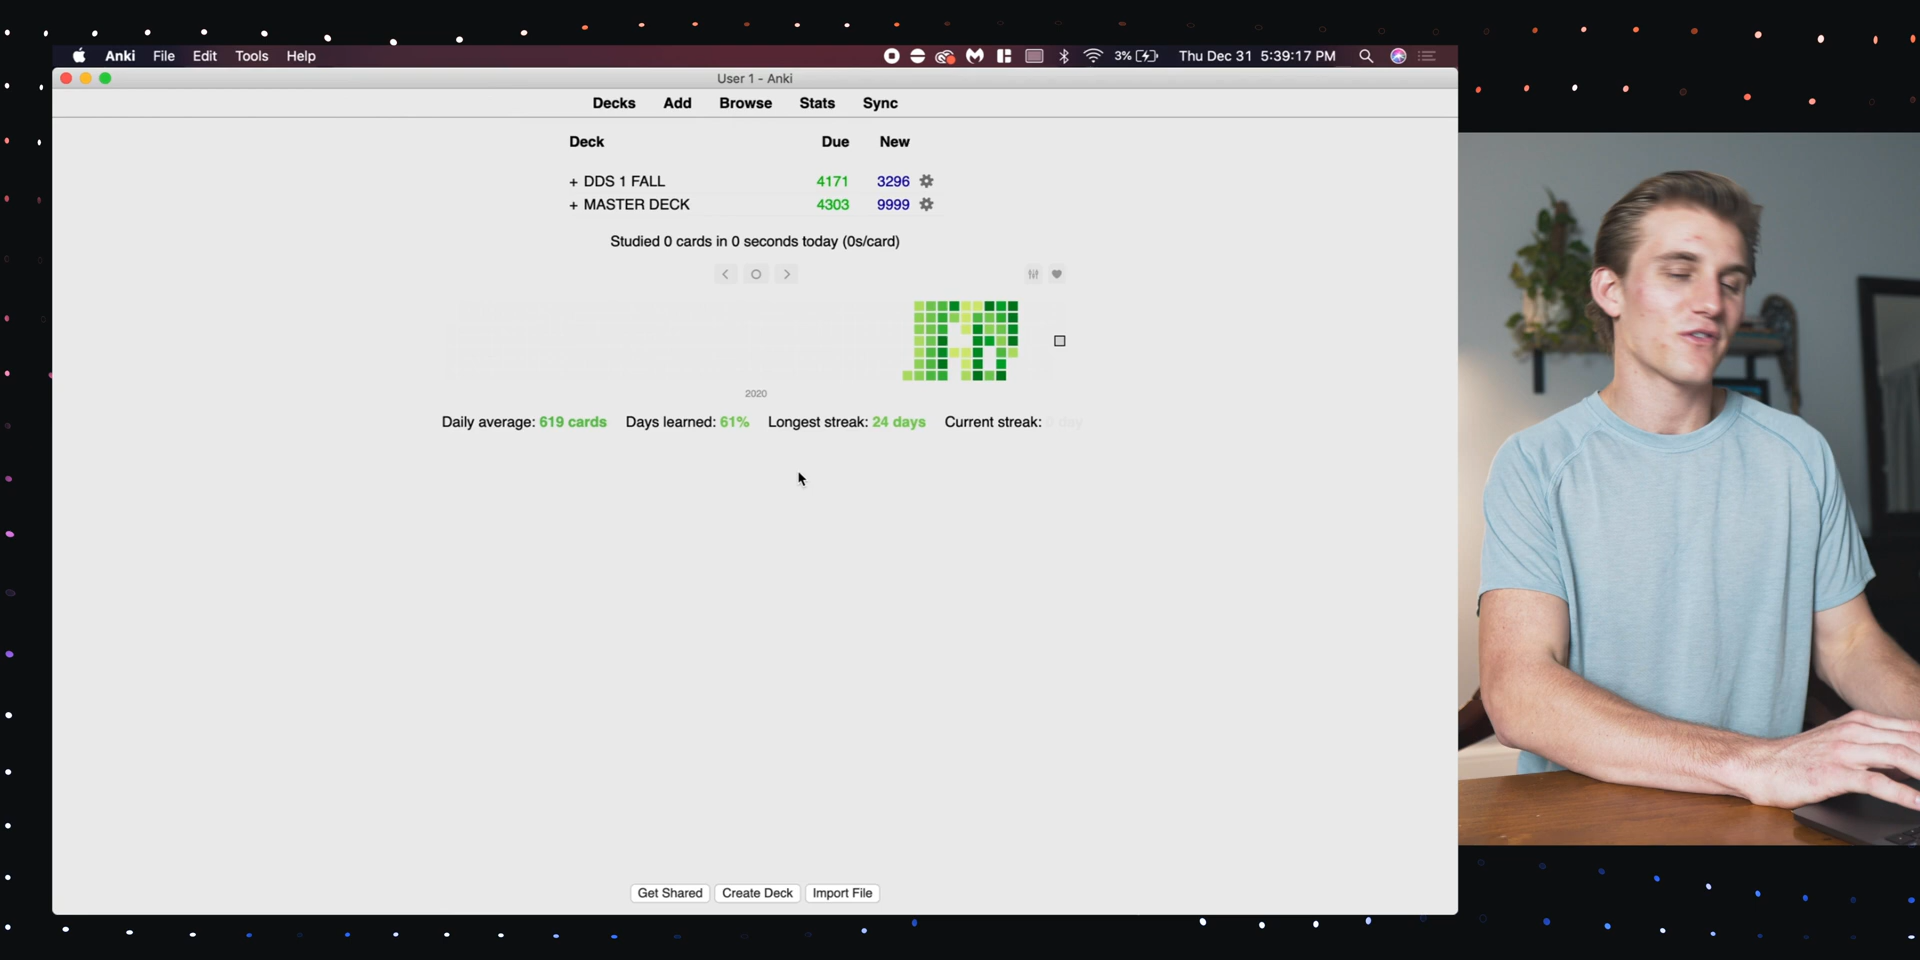 Anki File Edit Tools Help 3% Thu Dec 31 5:39:17 PM
User 1 - Anki
Decks Add Browse Stats Sync
Deck Due New
+ DDS 1 FALL 4171 3296
+ MASTER DECK 4303 9999
Studied 0 cards in 0 seconds today (0s/card)
2020
Daily average: 619 cards Days learned: 61% Longest streak: 24 days Current streak:
Get Shared Create Deck Import File